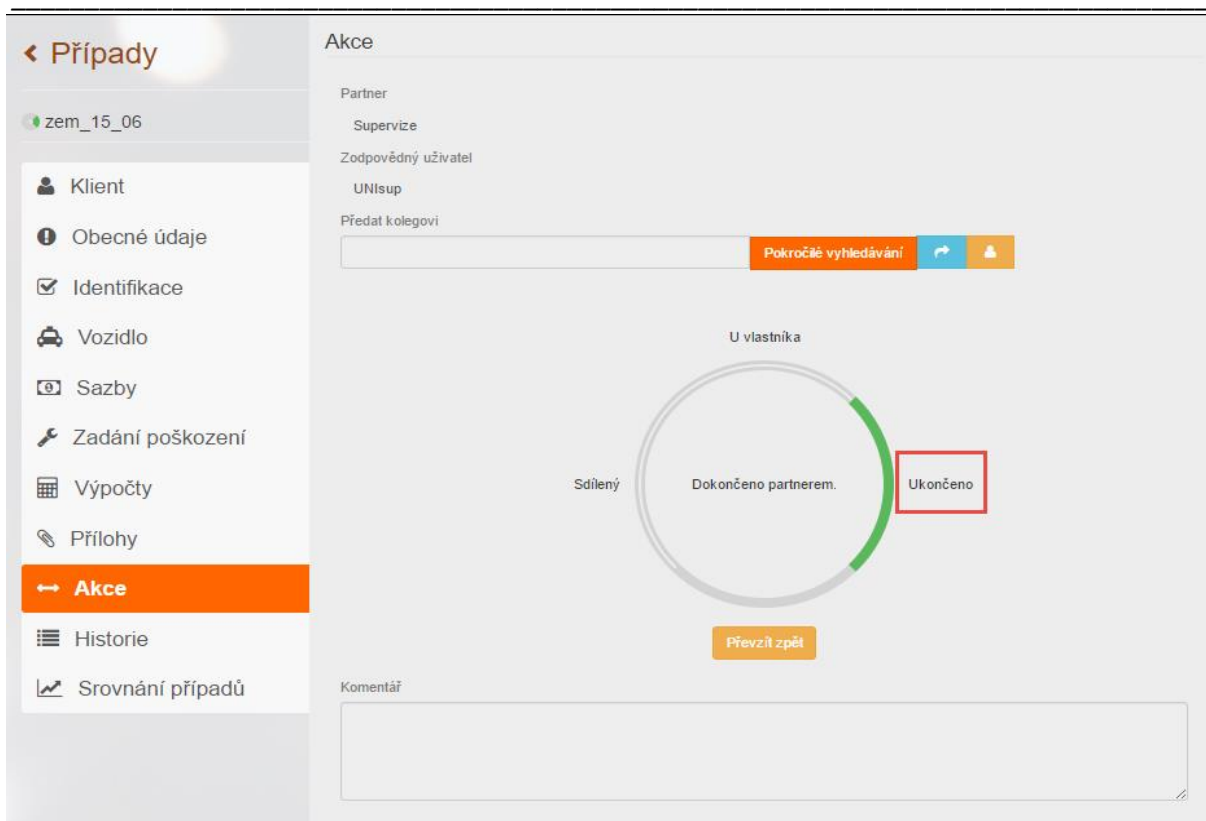 Případy
zem_15_06
Klient
Obecné údaje
Identifikace
Vozidlo
Sazby
Zadání poškození
Výpočty
Přílohy
Akce
Historie
Srovnání případů
Akce
Partner
Supervize
Zodpovědný uživatel
UNIsup
Předat kolegovi
Pokročilé vyhledávání
U vlastníka
Sdílený
Dokončeno partnerem.
Ukončeno
Převzít zpět
Komentář